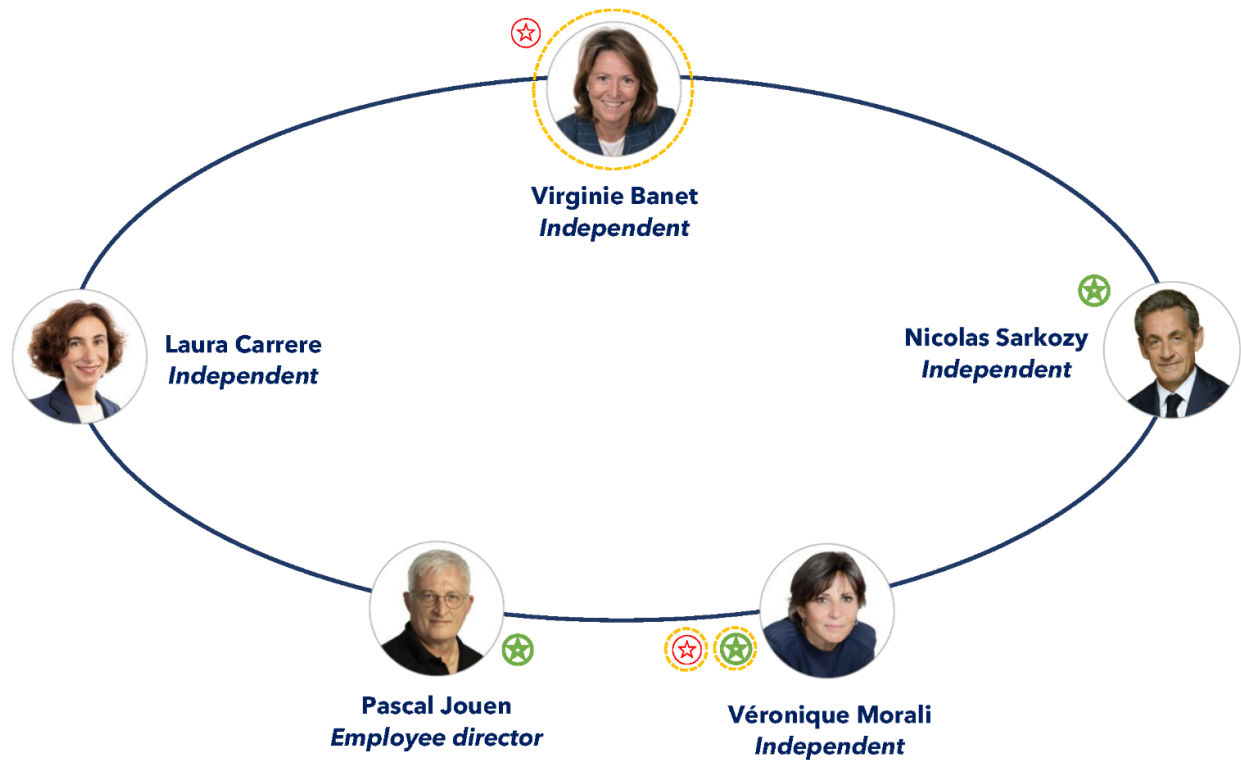 Virginie Banet
Independent
Laura Carrere
Independent
Nicolas Sarkozy
Independent
Pascal Jouen
Employee director
Véronique Morali
Independent